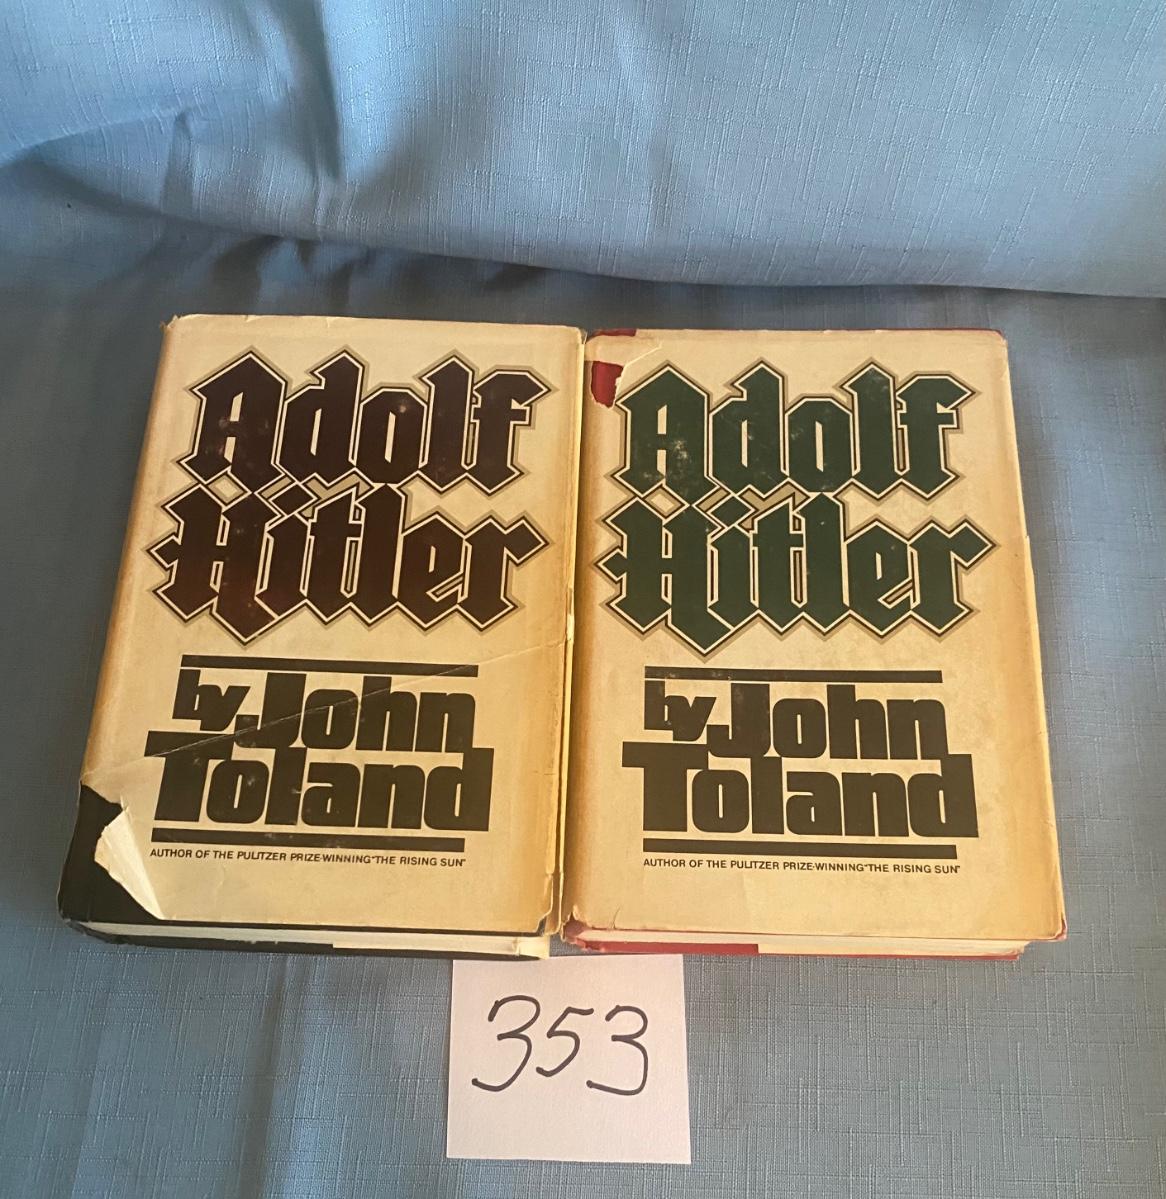 Adolf
Hitler
by John
Toland
AUTHOR OF THE PULITZER PRIZE-WINNING "THE RISING SUN"
Adolf
Hitler
by John
Toland
AUTHOR OF THE PULITZER PRIZE-WINNING "THE RISING SUN"
353